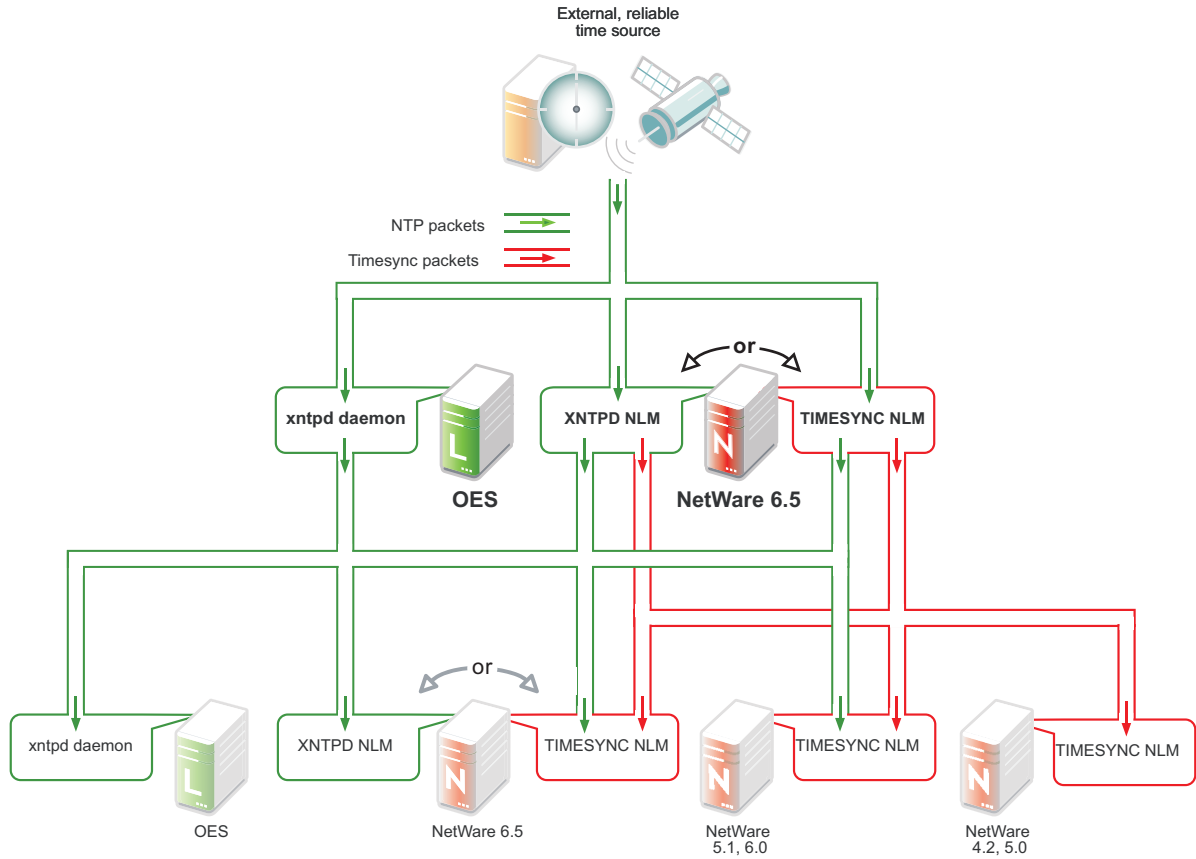 External, reliable
time source
NTP packets
Timesync packets
or
xntpd daemon
XNTPD NLM
TIMESYNC NLM
L
N
OES
NetWare 6.5
or
xntpd daemon
XNTPD NLM
TIMESYNC NLM
TIMESYNC NLM
TIMESYNC NLM
L
N
N
N
OES
NetWare 6.5
NetWare
5.1, 6.0
NetWare
4.2, 5.0